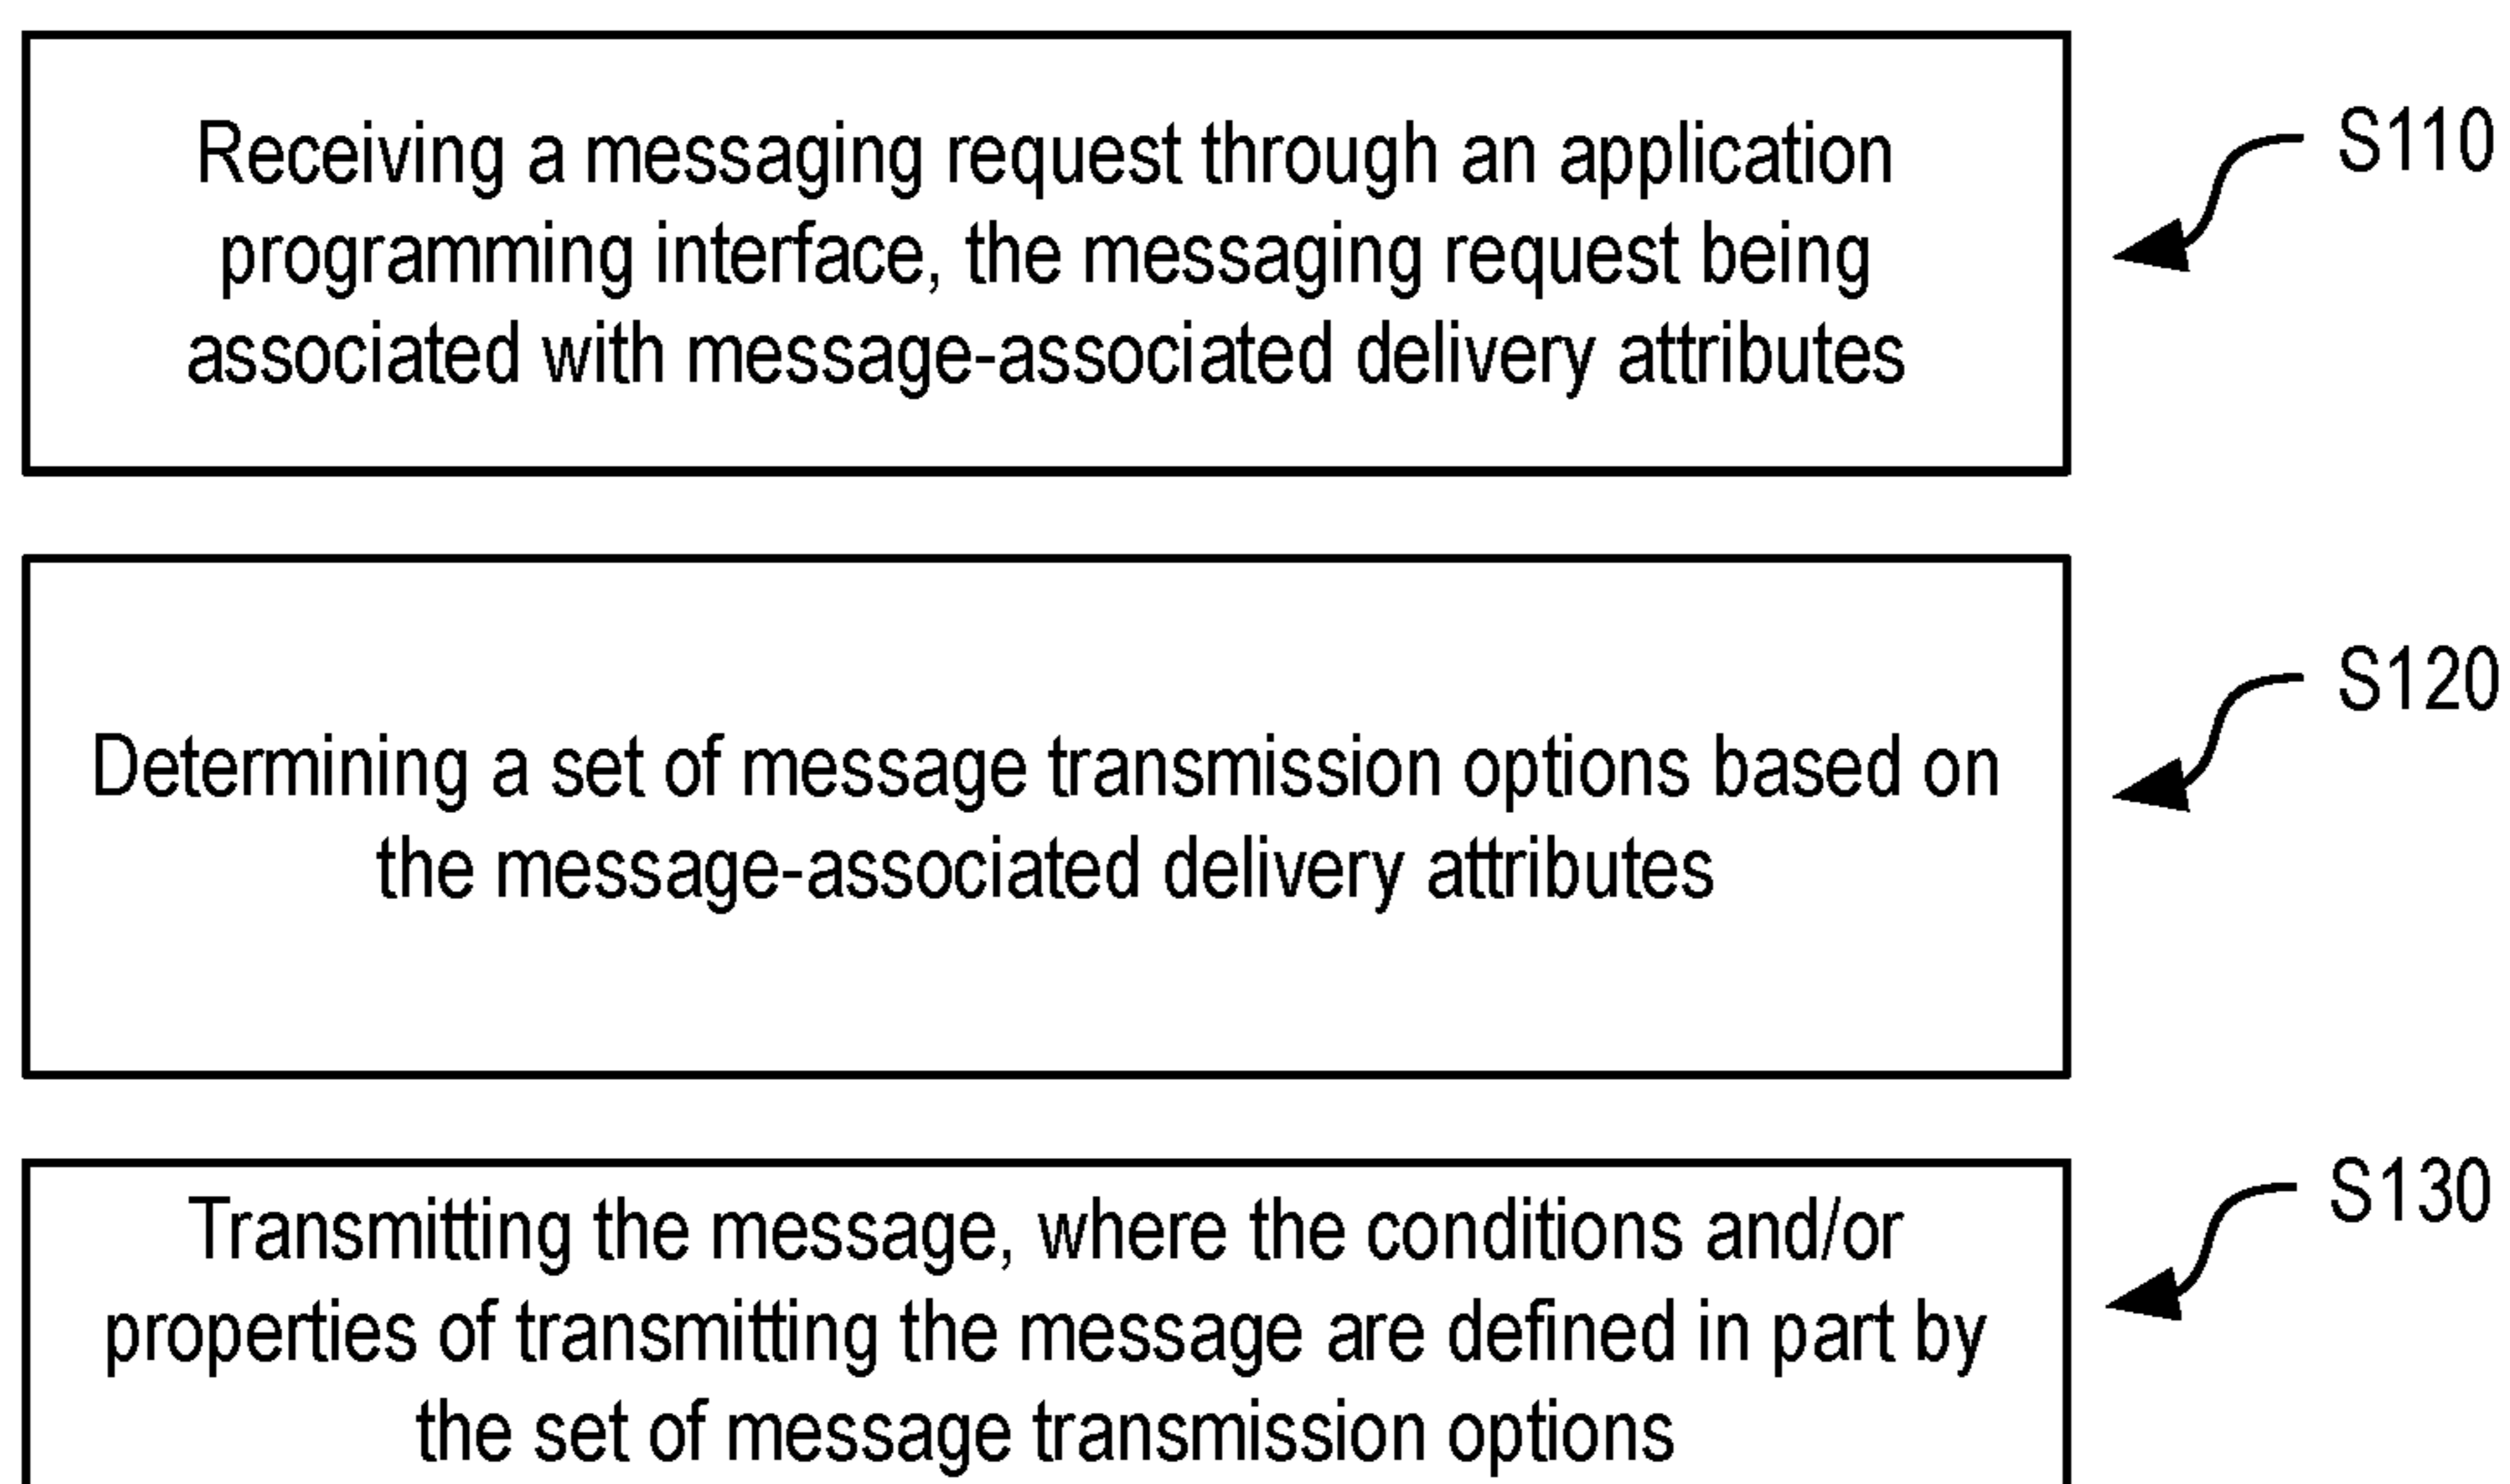 Receiving a messaging request through an application
programming interface, the messaging request being
associated with message-associated delivery attributes
S110
Determining a set of message transmission options based on
the message-associated delivery attributes
S120
Transmitting the message, where the conditions and/or
properties of transmitting the message are defined in part by
the set of message transmission options
S130